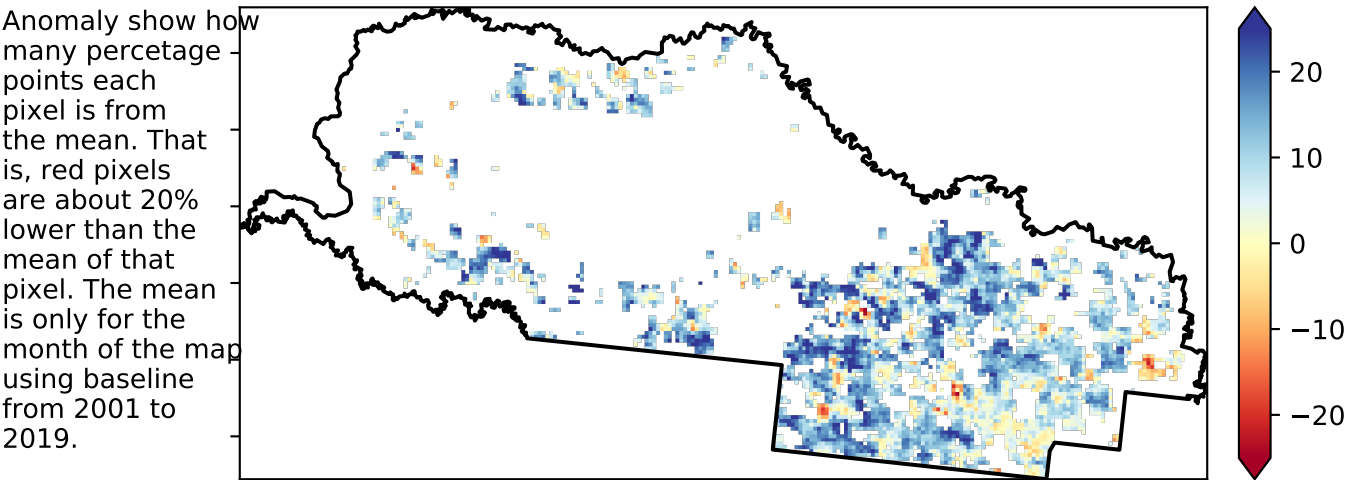 Anomaly show how
many percetage
points each
pixel is from
the mean. That
is, red pixels
are about 20%
lower than the
mean of that
pixel. The mean
is only for the
month of the map
using baseline
from 2001 to
2019.
20
10
0
−10
−20